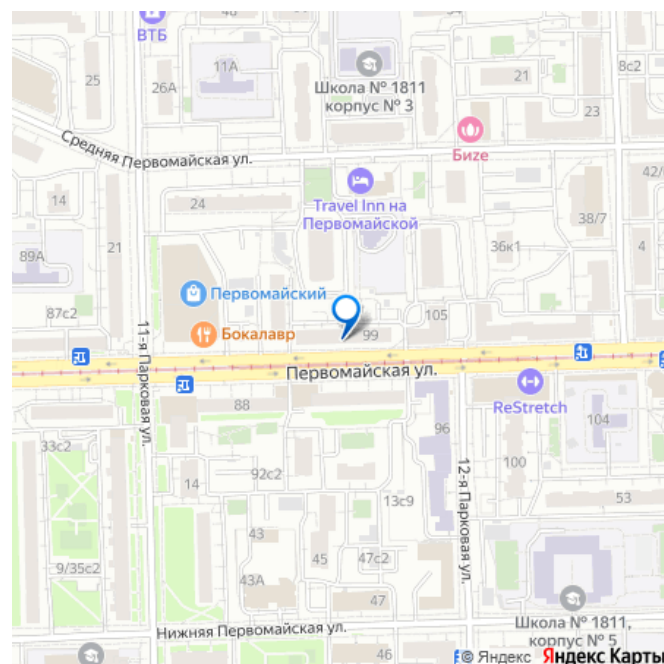 ВТБ
11А
Школа № 1811
корпус № 3
8с2
25
26А
21
23
Средняя Первомайская ул.
Бизе
14
24
Travel Inn на
Первомайской
38/7
21
36к1
4
89А
Первомайский
87с2
105
Бокалавр
99
11-я Парковая ул.
Первомайская ул.
ReStretch
88
96
104
33с2
100
92с2
12-я Парковая ул.
14
13с9
53
43
45
47с2
9/35с2
43А
47
Школа № 1811,
корпус № 5
Нижняя Первомайская ул.
46
© Яндекс Яндекс Карты